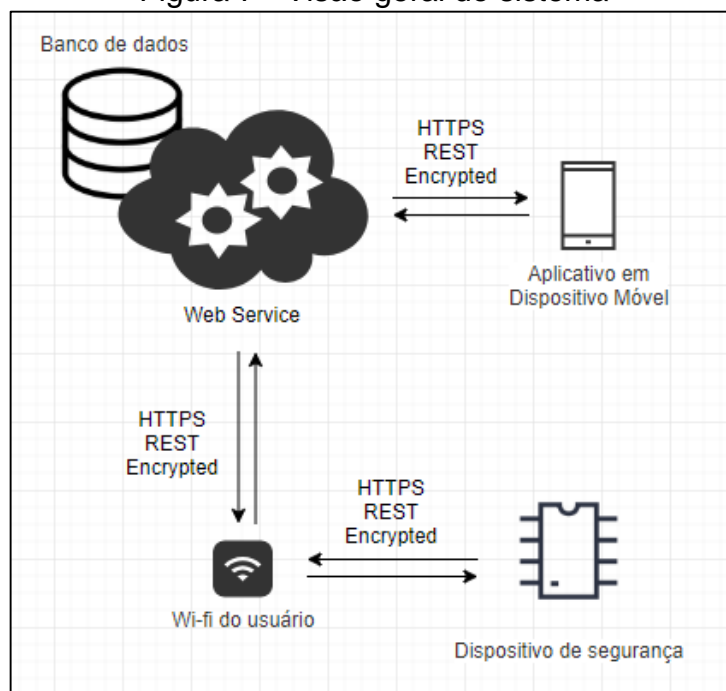 Banco de dados
HTTPS
REST
Encrypted
Aplicativo em
Dispositivo Móvel
Web Service
HTTPS
REST
Encrypted
HTTPS
REST
Encrypted
Wi-fi do usuário
Dispositivo de segurança